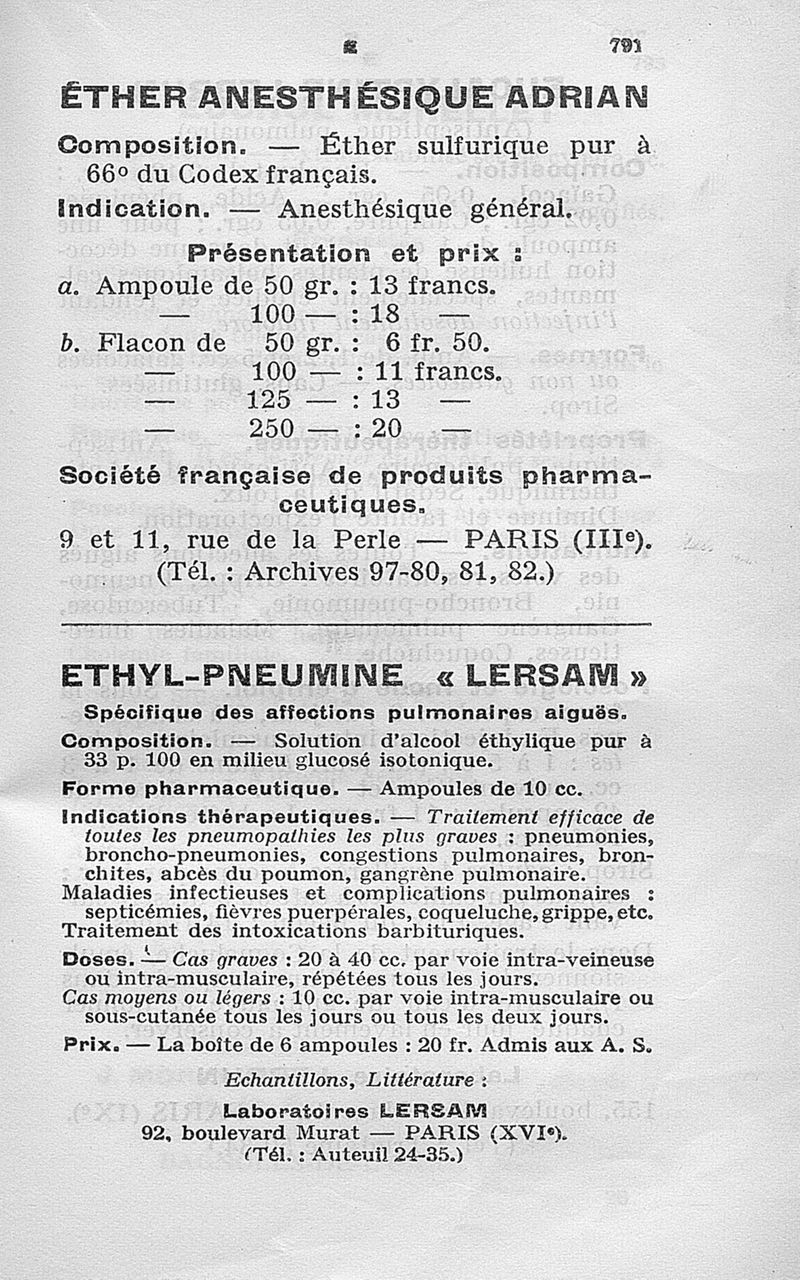 791
ÉTHER ANESTHÉSIQUE ADRIAN
Composition. — Éther sulfurique pur à
66º du Codex français.
Indication. — Anesthésique général.
Présentation et prix :
a. Ampoule de 50 gr. : 13 francs.
— 100 — : 18 —
b. Flacon de 50 gr. : 6 fr. 50.
— 100 — : 11 francs.
— 125 — : 13 —
— 250 — : 20 —
Société française de produits pharma-
ceutiques.
9 et 11, rue de la Perle — PARIS (IIIe).
(Tél. : Archives 97-80, 81, 82.)
ETHYL-PNEUMINE « LERSAM »
Spécifique des affections pulmonaires aiguës.
Composition. — Solution d'alcool éthylique pur à
33 p. 100 en milieu glucosé isotonique.
Forme pharmaceutique. — Ampoules de 10 cc.
Indications thérapeutiques. — Traitement efficace de
toutes les pneumopathies les plus graves : pneumonies,
broncho-pneumonies, congestions pulmonaires, bron-
chites, abcès du poumon, gangrène pulmonaire.
Maladies infectieuses et complications pulmonaires :
septicémies, fièvres puerpérales, coqueluche, grippe, etc.
Traitement des intoxications barbituriques.
Doses. — Cas graves : 20 à 40 cc. par voie intra-veineuse
ou intra-musculaire, répétées tous les jours.
Cas moyens ou légers : 10 cc. par voie intra-musculaire ou
sous-cutanée tous les jours ou tous les deux jours.
Prix. — La boîte de 6 ampoules : 20 fr. Admis aux A. S.
Echantillons, Littérature :
Laboratoires LERSAM
92, boulevard Murat — PARIS (XVIe).
(Tél. : Auteuil 24-35.)